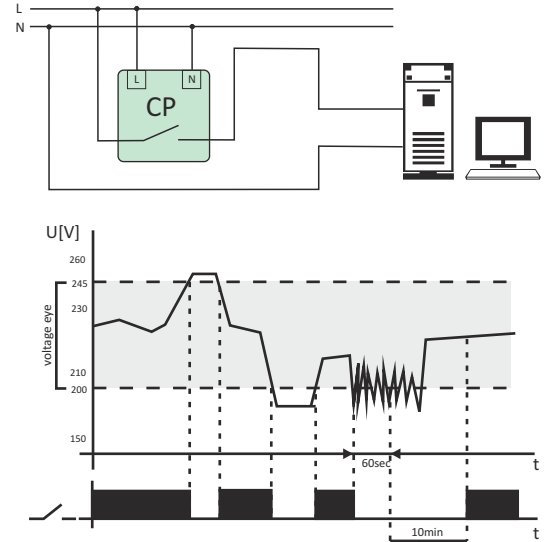 L
N
L N
CP
U[V]
260
245
230
voltage eye
210
200
150
60sec
t
10min
t